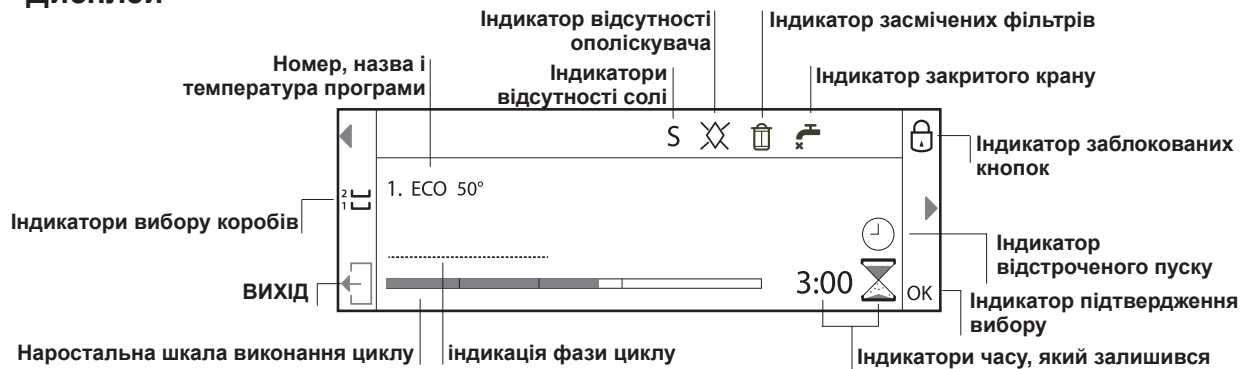 Дисплей
Індикатор відсутності
ополіскувача
Індикатор засмічених фільтрів
Номер, назва і
температура програми
Індикатори
відсутності солі
Індикатор закритого крану
S
Індикатор заблокованих
кнопок
1. ECO 50°
2
1
Індикатори вибору коробів
Індикатор
відстроченого пуску
ВИХІД
3:00
OK
Індикатор підтвердження
вибору
Наростальна шкала виконання циклу
індикація фази циклу
Індикатори часу, який залишився